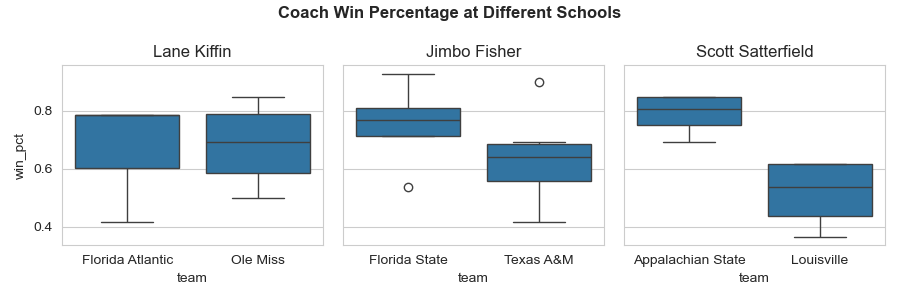 Coach Win Percentage at Different Schools
Lane Kiffin
Jimbo Fisher
Scott Satterfield
win_pct
0.8
0.6
0.4
Florida Atlantic
Ole Miss
Florida State
Texas A&M
Appalachian State
Louisville
team
team
team